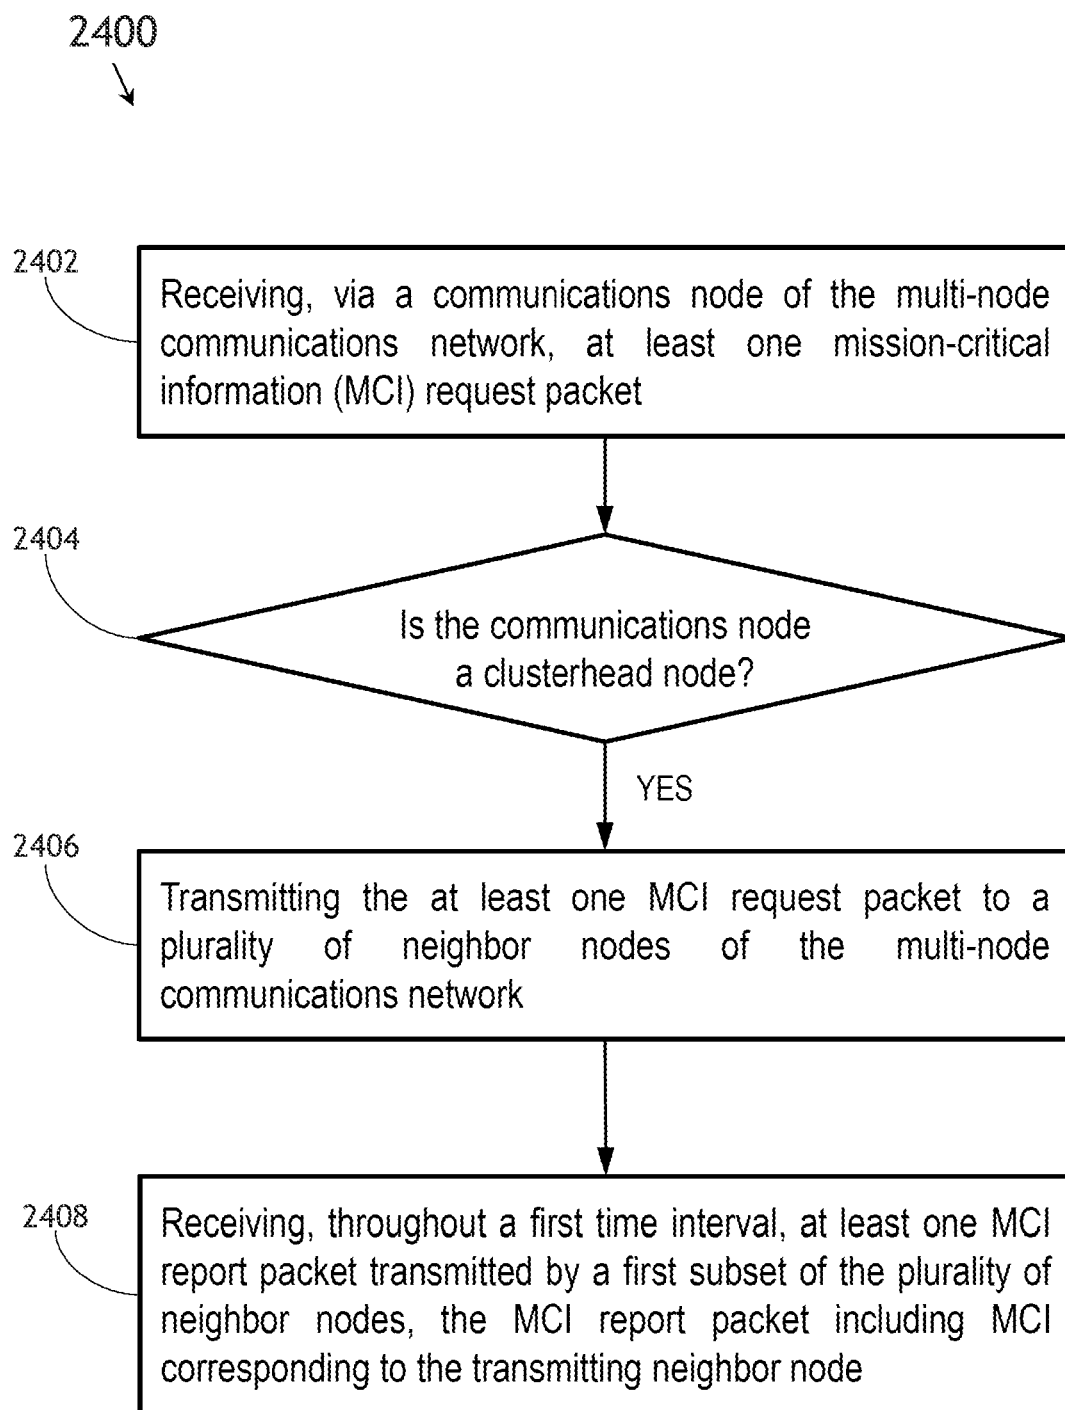 2400
2402
Receiving, via a communications node of the multi-node
communications network, at least one mission-critical
information (MCI) request packet
2404
Is the communications node
a clusterhead node?
YES
2406
Transmitting the at least one MCI request packet to a
plurality of neighbor nodes of the multi-node
communications network
2408
Receiving, throughout a first time interval, at least one MCI
report packet transmitted by a first subset of the plurality of
neighbor nodes, the MCI report packet including MCI
corresponding to the transmitting neighbor node